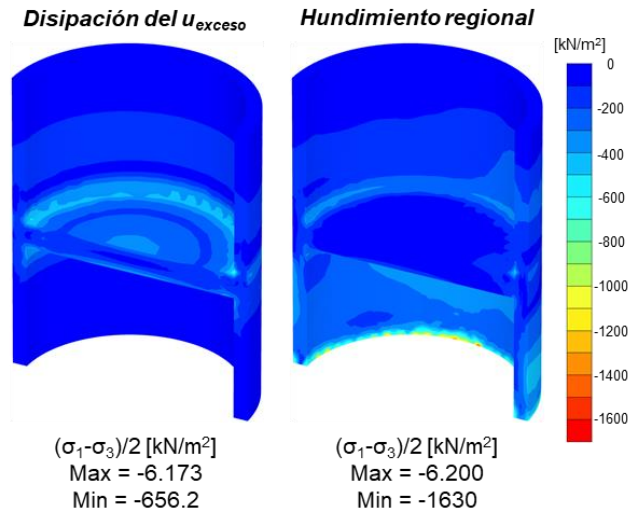 Disipación del u_exceso
Hundimiento regional
[kN/m²]
0
-200
-400
-600
-800
-1000
-1200
-1400
-1600
(σ₁-σ₃)/2 [kN/m²]
Max = -6.173
Min = -656.2
(σ₁-σ₃)/2 [kN/m²]
Max = -6.200
Min = -1630